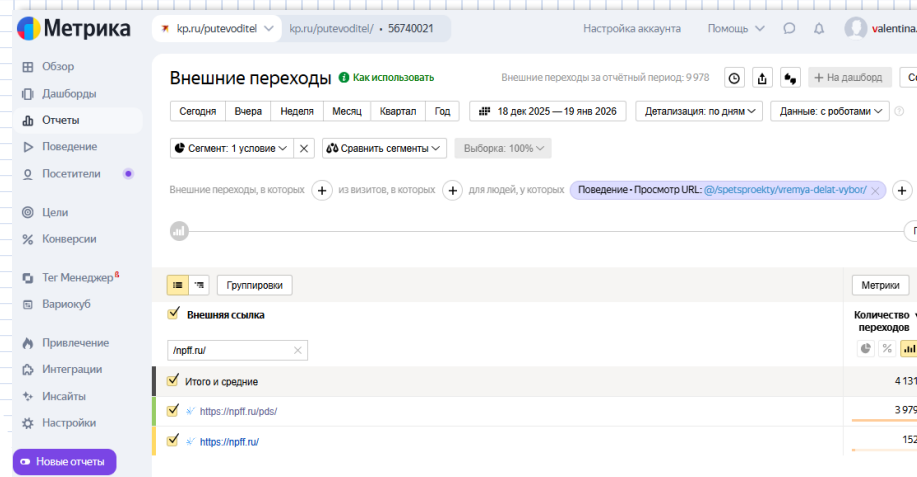 Метрика
kp.ru/putevoditel
kp.ru/putevoditel/ • 56740021
Настройка аккаунта
Помощь
valentina.
Обзор
Дашборды
Отчеты
Поведение
Посетители
Цели
Конверсии
Тег Менеджер ß
Вариокуб
Привлечение
Интеграции
Инсайты
Настройки
Новые отчеты
Внешние переходы
Как использовать
Внешние переходы за отчётный период: 9 978
+ На дашборд
Сегодня Вчера Неделя Месяц Квартал Год
18 дек 2025 — 19 янв 2026
Детализация: по дням
Данные: с роботами
Сегмент: 1 условие
Сравнить сегменты
Выборка: 100%
Внешние переходы, в которых + из визитов, в которых + для людей, у которых Поведение • Просмотр URL: @/spetsproekty/vremya-delat-vybor/ × +
Группировки
Метрики
Внешняя ссылка
Количество переходов
/npff.ru/
Итого и средние
4 131
https://npff.ru/pds/
3 979
https://npff.ru/
152